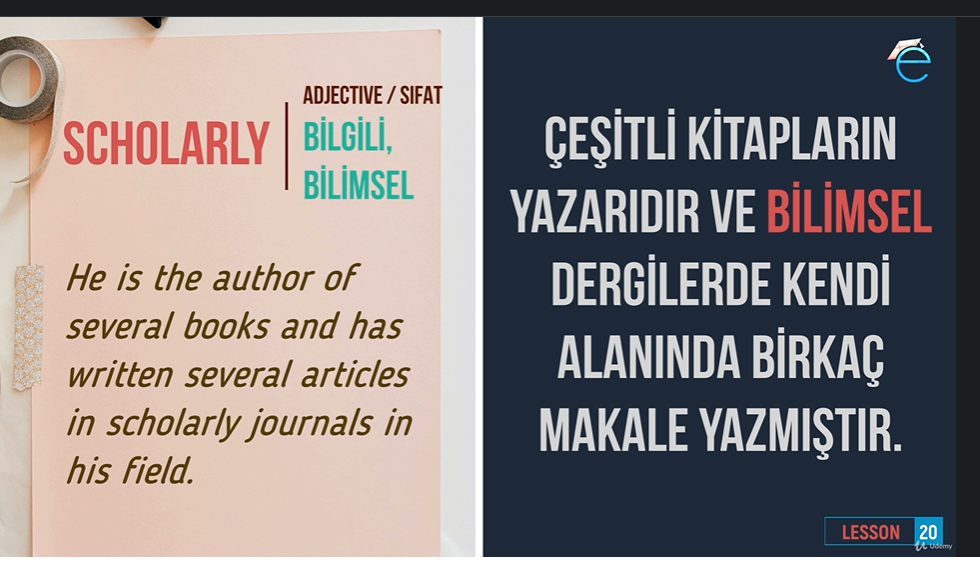 SCHOLARLY
ADJECTIVE / SIFAT
BİLGİLİ,
BİLİMSEL
He is the author of
several books and has
written several articles
in scholarly journals in
his field.
e
ÇEŞİTLİ KİTAPLARIN
YAZARIDIR VE BİLİMSEL
DERGİLERDE KENDİ
ALANINDA BİRKAÇ
MAKALE YAZMIŞTIR.
LESSON 20
Udemy